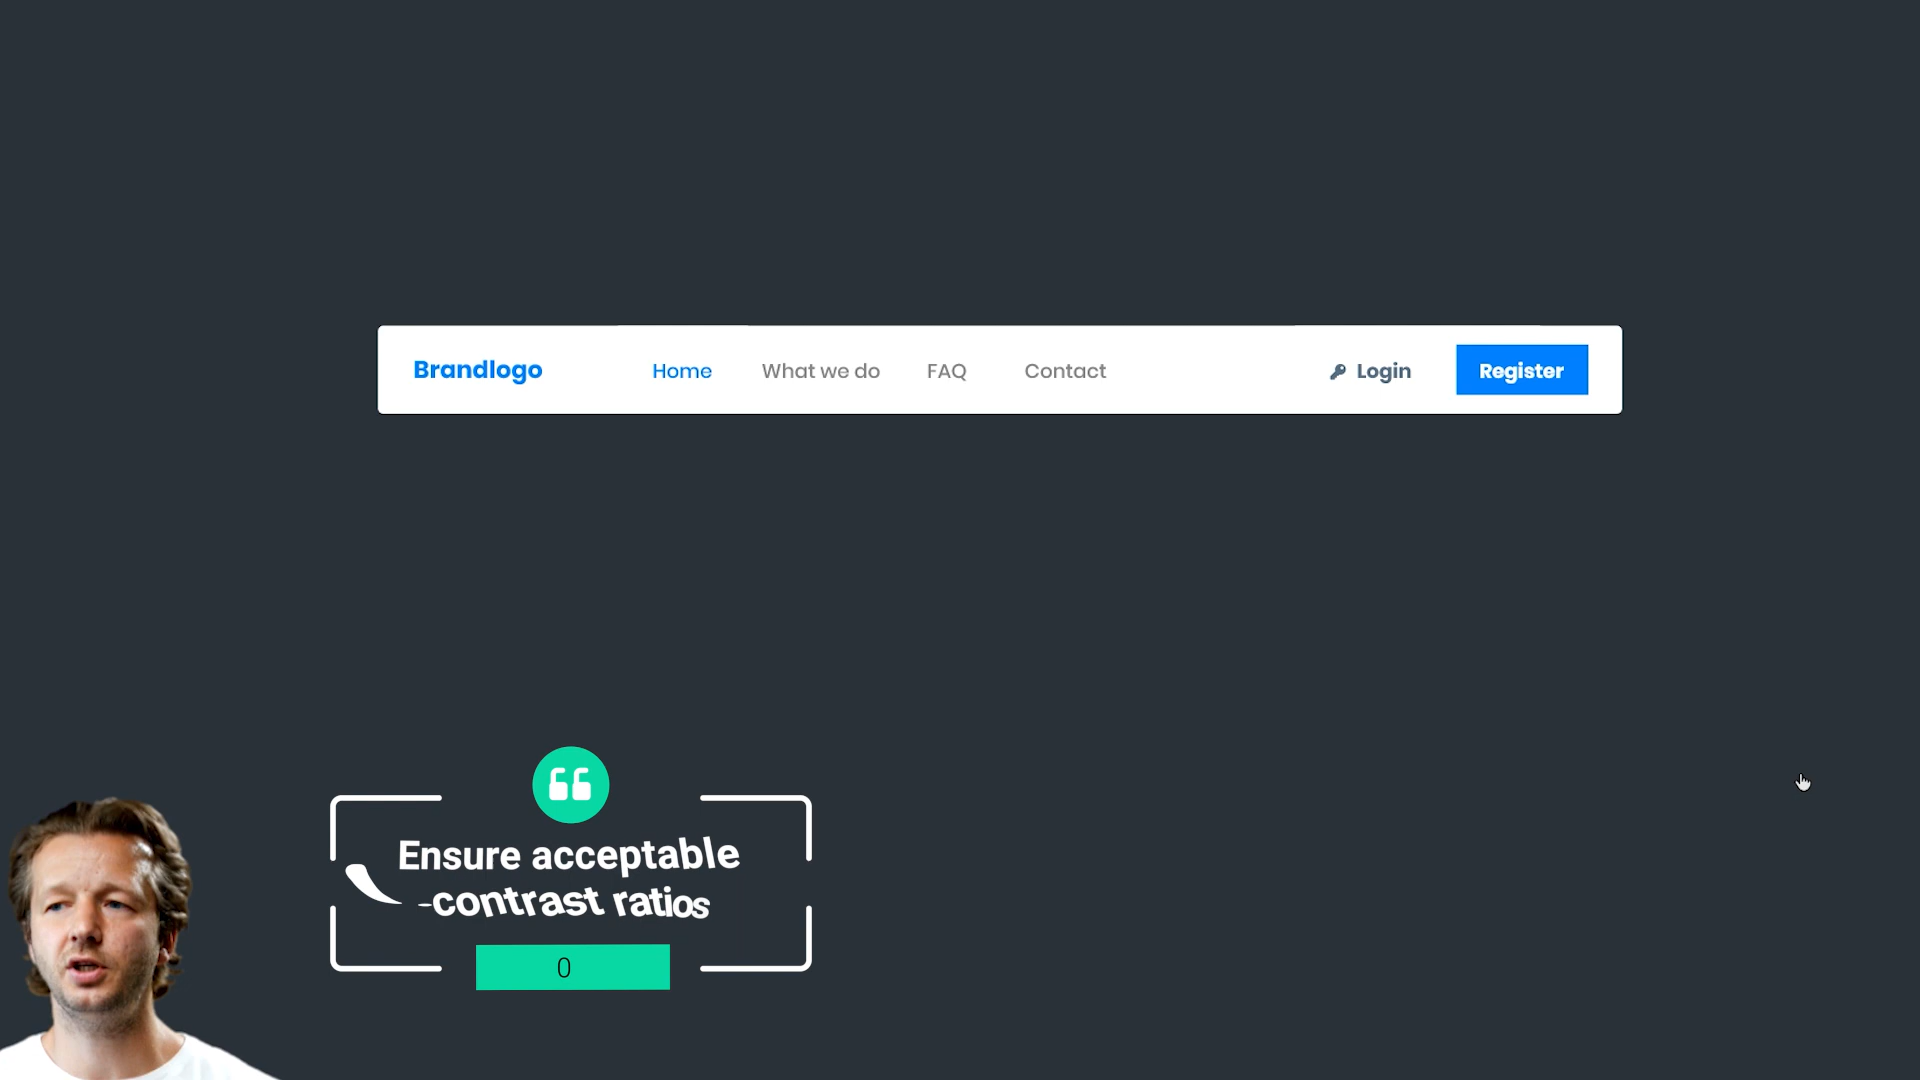 Brandlogo Home What we do FAQ Contact Login Register
Ensure acceptable
-contrast ratios
0